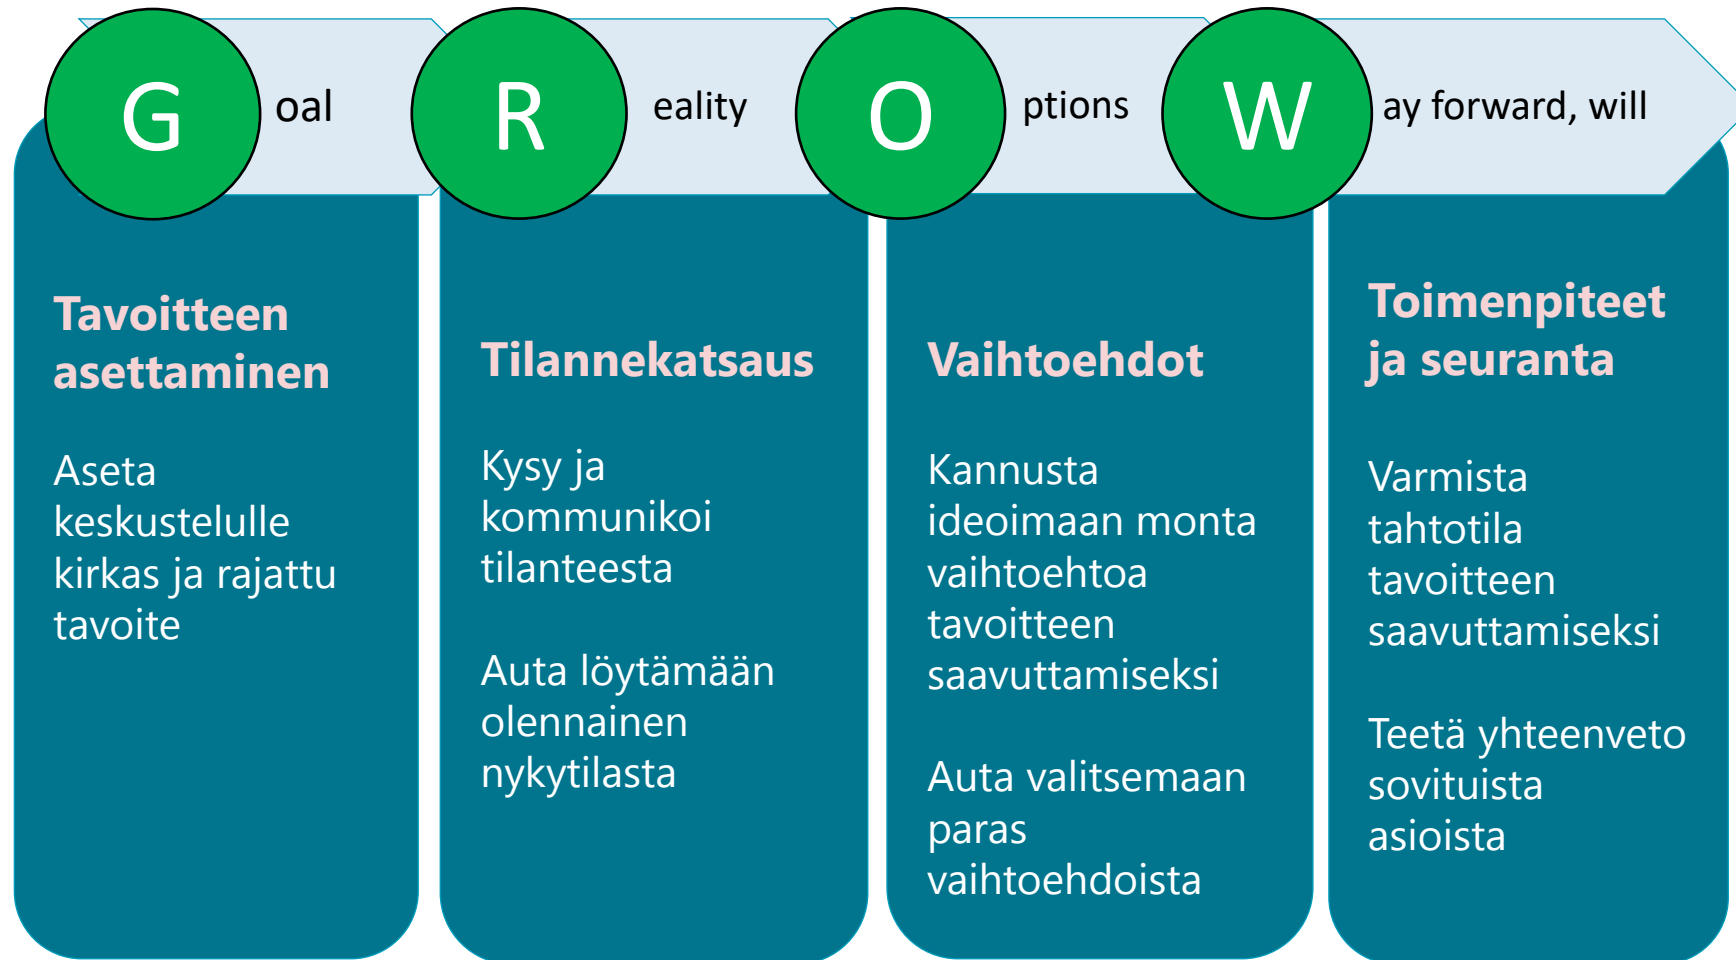 G oal
R eality
O ptions
W ay forward, will
Tavoitteen
asettaminen
Aseta
keskustelulle
kirkas ja rajattu
tavoite
Tilannekatsaus
Kysy ja
kommunikoi
tilanteesta
Auta löytämään
olennainen
nykytilasta
Vaihtoehdot
Kannusta
ideoimaan monta
vaihtoehtoa
tavoitteen
saavuttamiseksi
Auta valitsemaan
paras
vaihtoehdoista
Toimenpiteet
ja seuranta
Varmista
tahtotila
tavoitteen
saavuttamiseksi
Teetä yhteenveto
sovituista
asioista